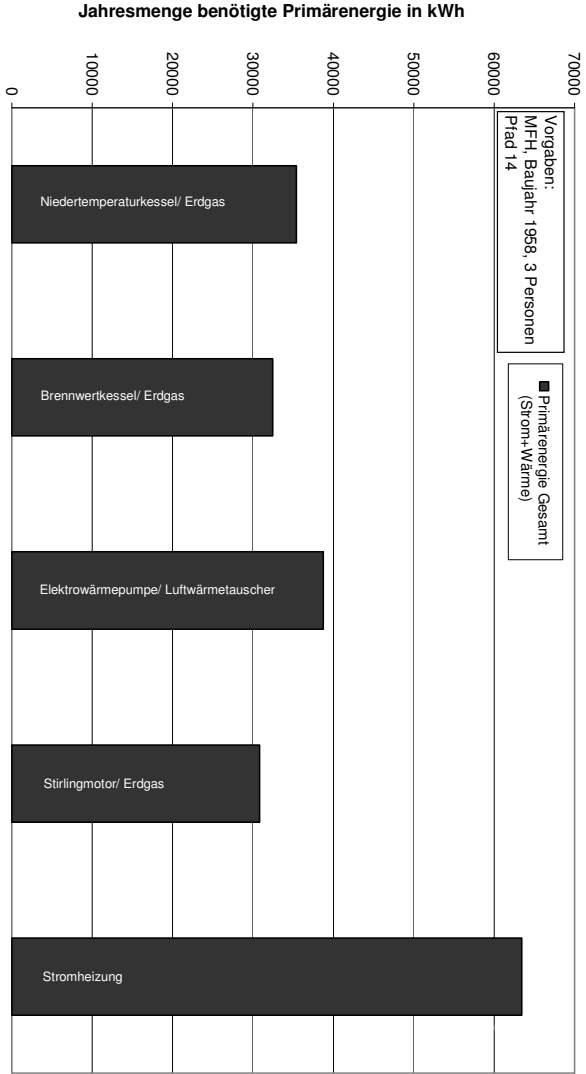 Jahresmenge benötigte Primärenergie in kWh
0
10000
20000
30000
40000
50000
60000
70000
Vorgaben:
MFH, Baujahr 1958, 3 Personen
Pfad 14
Primärenergie Gesamt
(Strom+Wärme)
Niedertemperaturkessel/ Erdgas
Brennwertkessel/ Erdgas
Elektrowärmepumpe/ Luftwärmetauscher
Stirlingmotor/ Erdgas
Stromheizung